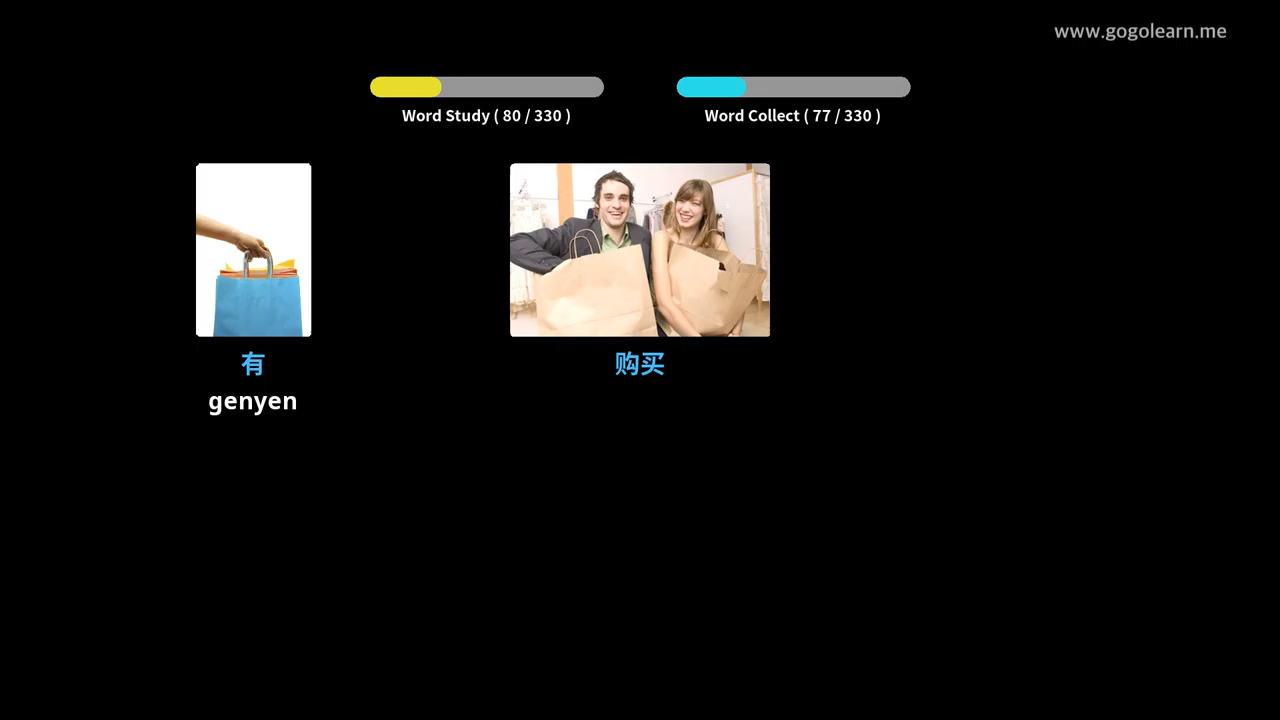 www.gogolearn.me
Word Study ( 80 / 330 )
Word Collect ( 77 / 330 )
有
购买
genyen